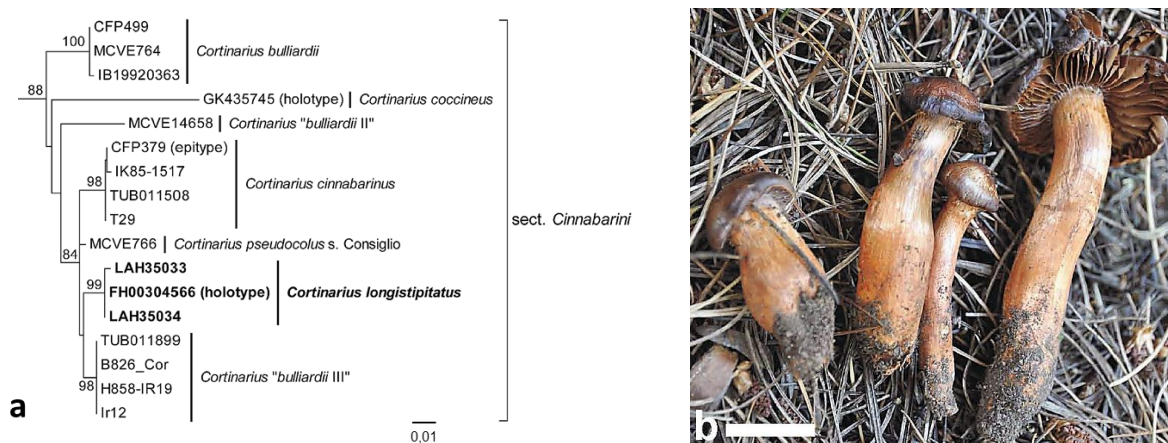 CFP499
100
MCVE764
Cortinarius bulliardii
IB19920363
88
GK435745 (holotype)
Cortinarius coccineus
MCVE14658
Cortinarius "bulliardii II"
CFP379 (epitype)
IK85-1517
98
Cortinarius cinnabarinus
TUB011508
T29
sect. Cinnabarini
MCVE766
Cortinarius pseudocolus s. Consiglio
84
LAH35033
99
FH00304566 (holotype)
Cortinarius longistipitatus
LAH35034
TUB011899
B826_Cor
Cortinarius "bulliardii III"
H858-IR19
98
Ir12
a
0,01
b